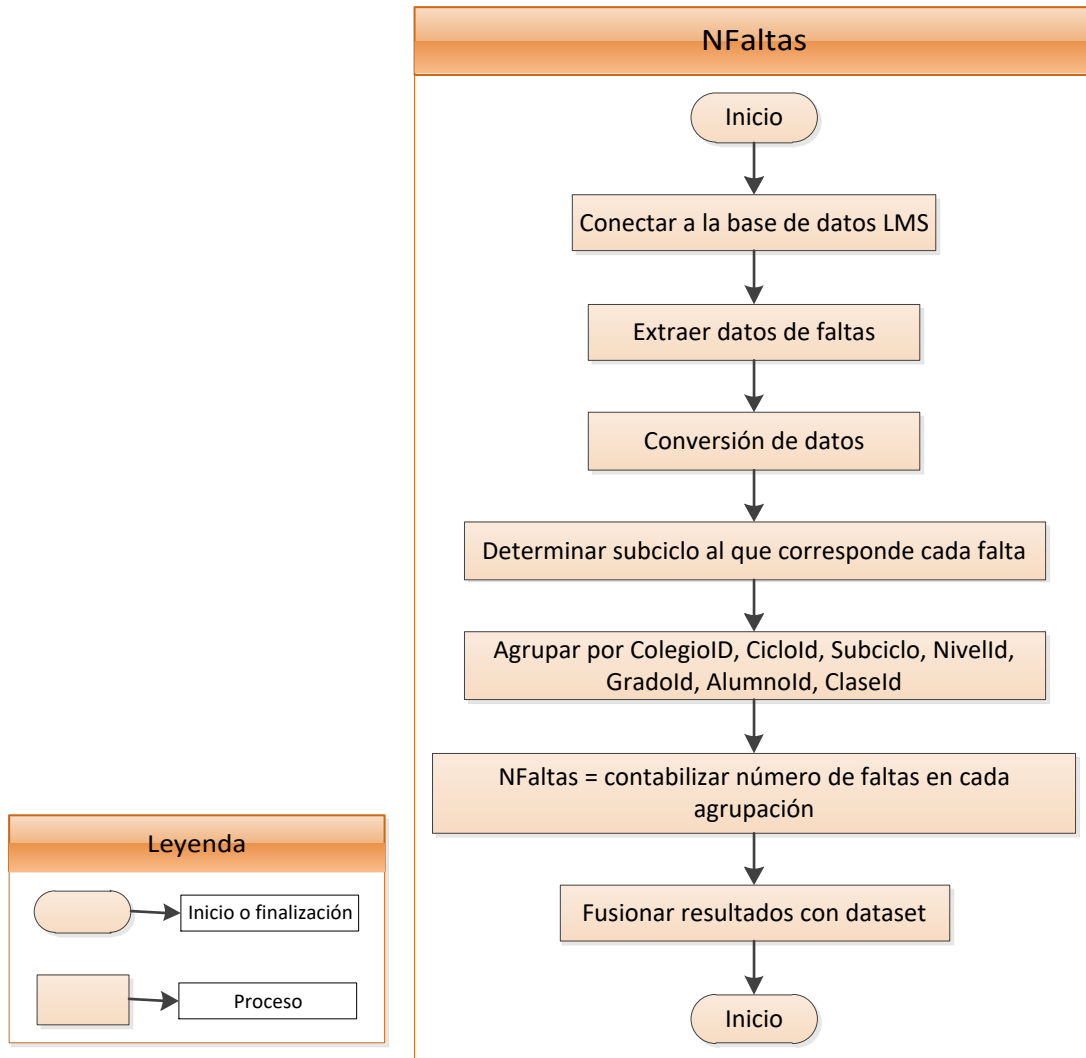 NFaltas
Inicio
Conectar a la base de datos LMS
Extraer datos de faltas
Conversión de datos
Determinar subciclo al que corresponde cada falta
Agrupar por ColegioID, CicloId, Subciclo, NivelId,
GradoId, AlumnoId, ClaseId
NFaltas = contabilizar número de faltas en cada
agrupación
Fusionar resultados con dataset
Inicio
Leyenda
Inicio o finalización
Proceso